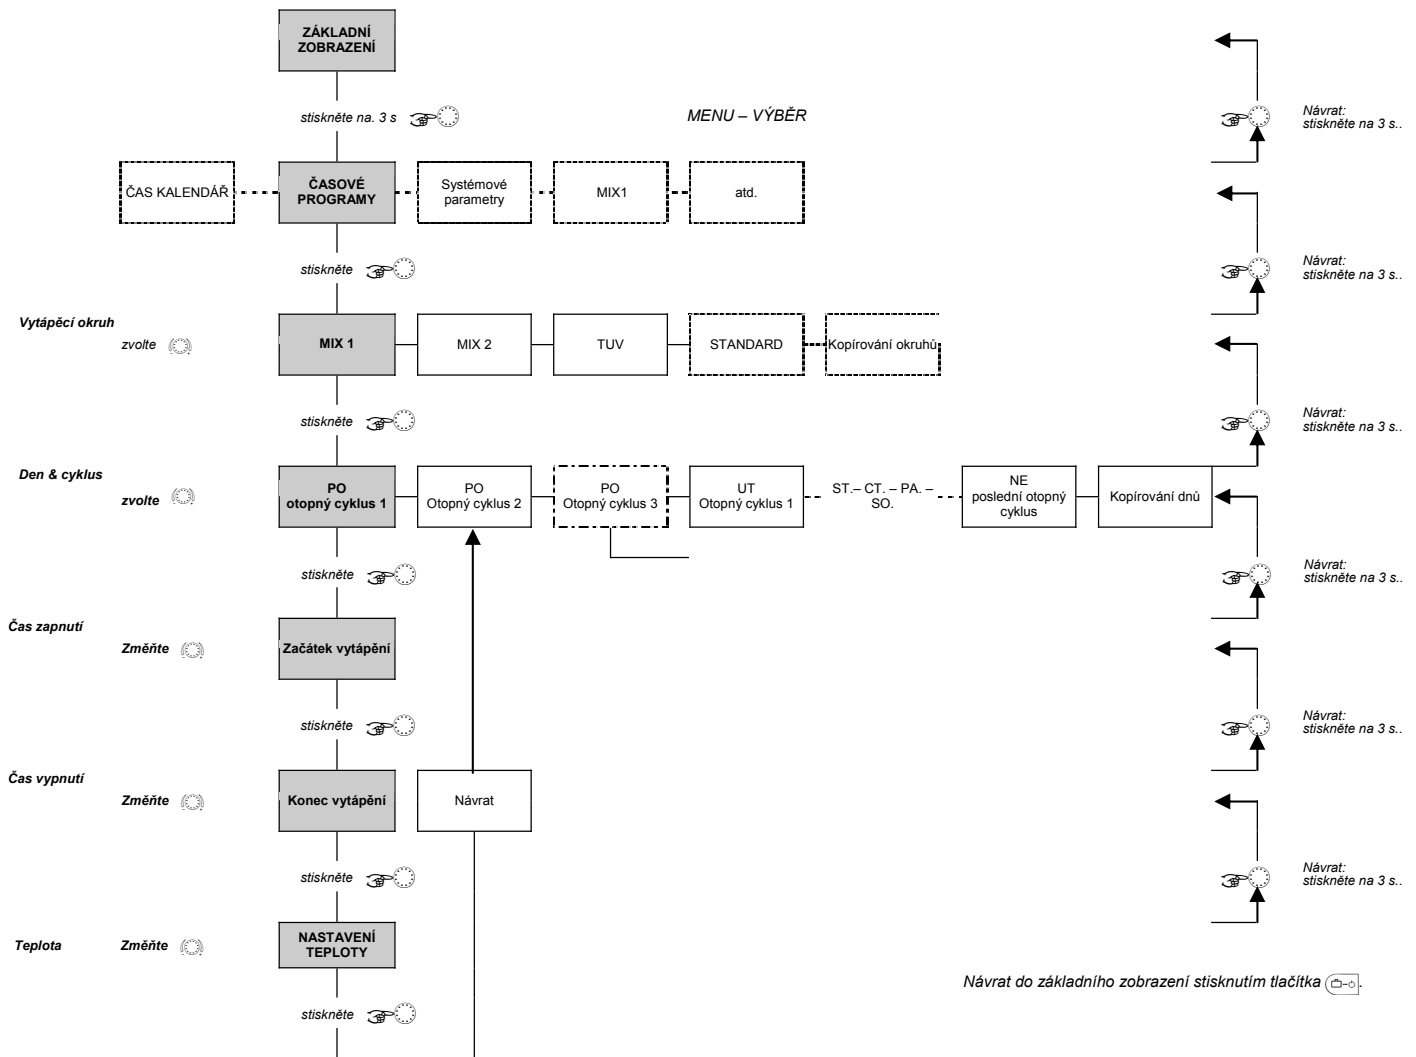 ZÁKLADNÍ
ZOBRAZENÍ
stiskněte na. 3 s
MENU – VÝBĚR
Návrat:
stiskněte na 3 s..
ČAS KALENDÁŘ
ČASOVÉ
PROGRAMY
Systémové
parametry
MIX1
atd.
stiskněte
Návrat:
stiskněte na 3 s..
Vytápěcí okruh
zvolte
MIX 1
MIX 2
TUV
STANDARD
Kopírování okruhů
stiskněte
Návrat:
stiskněte na 3 s..
Den & cyklus
zvolte
PO
otopný cyklus 1
PO
Otopný cyklus 2
PO
Otopný cyklus 3
UT
Otopný cyklus 1
ST.– CT. – PA. –
SO.
NE
poslední otopný
cyklus
Kopírování dnů
stiskněte
Návrat:
stiskněte na 3 s..
Čas zapnutí
Změňte
Začátek vytápění
stiskněte
Návrat:
stiskněte na 3 s..
Čas vypnutí
Změňte
Konec vytápění
Návrat
stiskněte
Návrat:
stiskněte na 3 s..
Teplota
Změňte
NASTAVENÍ
TEPLOTY
Návrat do základního zobrazení stisknutím tlačítka .
stiskněte